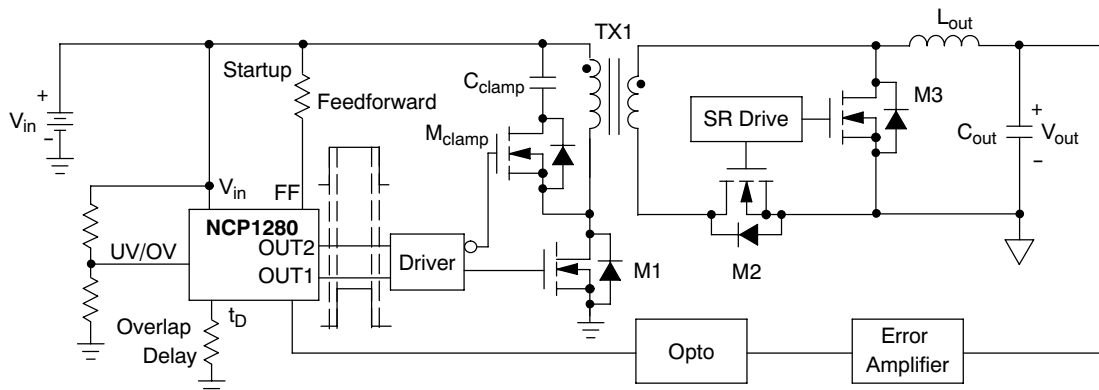 TX1
L_out
Startup
C_clamp
M3
Feedforward
+
V_in
−
M_clamp
SR Drive
C_out
+
V_out
−
V_in
FF
NCP1280
OUT2
UV/OV
OUT1
Driver
M1
M2
t_D
Overlap
Delay
Opto
Error
Amplifier